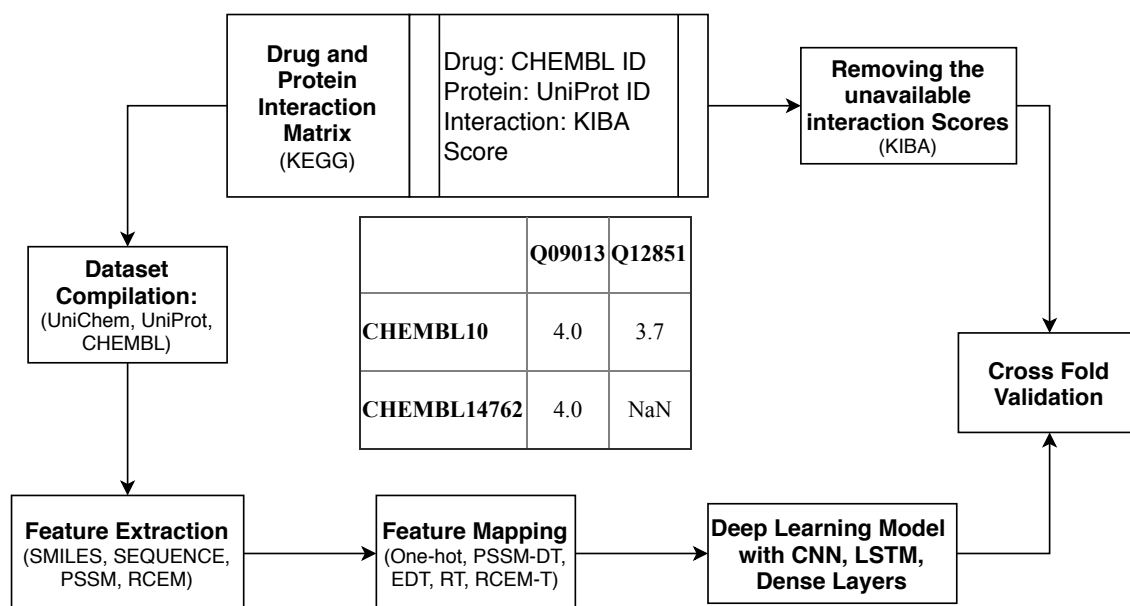 Drug and
Protein
Interaction
Matrix
(KEGG)
Drug: CHEMBL ID
Protein: UniProt ID
Interaction: KIBA
Score
Removing the
unavailable
interaction Scores
(KIBA)
Dataset
Compilation:
(UniChem, UniProt,
CHEMBL)
Q09013 Q12851
CHEMBL10 4.0 3.7
CHEMBL14762 4.0 NaN
Cross Fold
Validation
Feature Extraction
(SMILES, SEQUENCE,
PSSM, RCEM)
Feature Mapping
(One-hot, PSSM-DT,
EDT, RT, RCEM-T)
Deep Learning Model
with CNN, LSTM,
Dense Layers